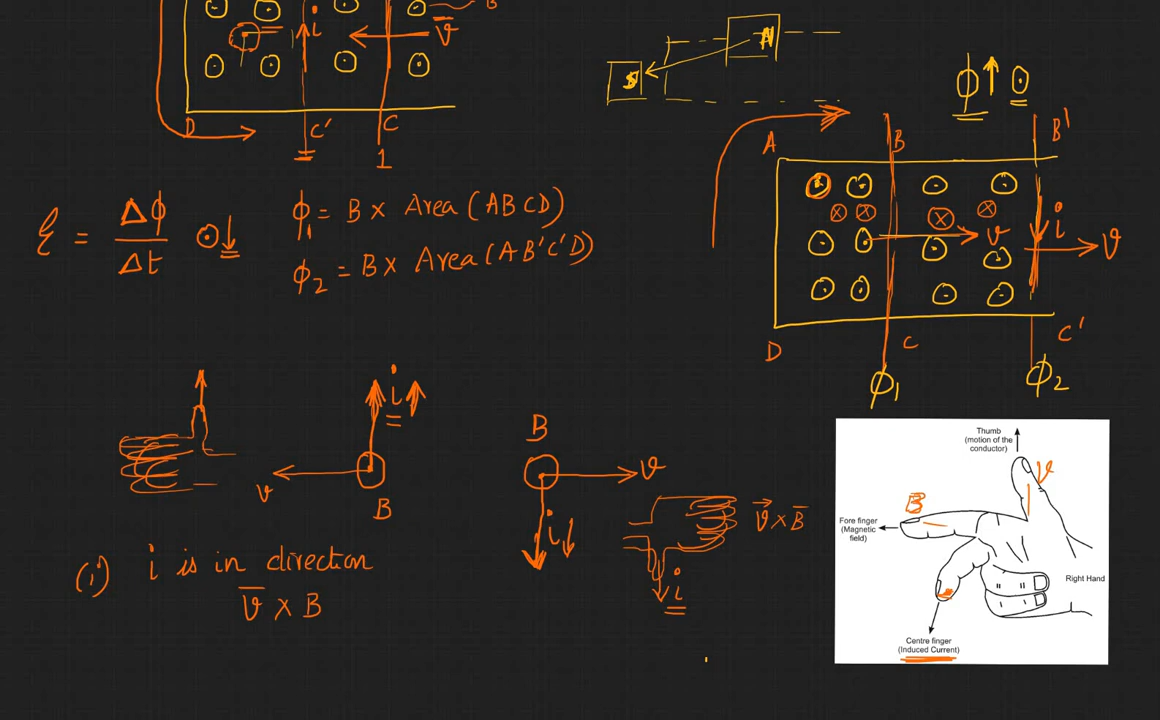 B
i
v̄
N
S
D
C'
C
1
ϕ ↑ ⊙
A
B
B'
v
i
v
D
C
C'
ϕ1
ϕ2
ξ = Δϕ / Δt ⊙↓
ϕ1 = B x Area (ABCD)
ϕ2 = B x Area (AB'C'D)
i
v
B
B
v
i
v⃗ x B̄
i
(i) i is in direction
v̄ x B
Thumb
(motion of the
conductor)
v
B
Fore finger
(Magnetic
field)
Right Hand
Centre finger
(Induced Current)